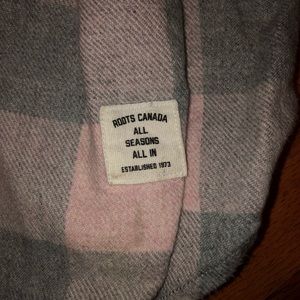 ROOTS CANADA
ALL
SEASONS
ALL IN
ESTABLISHED 1973